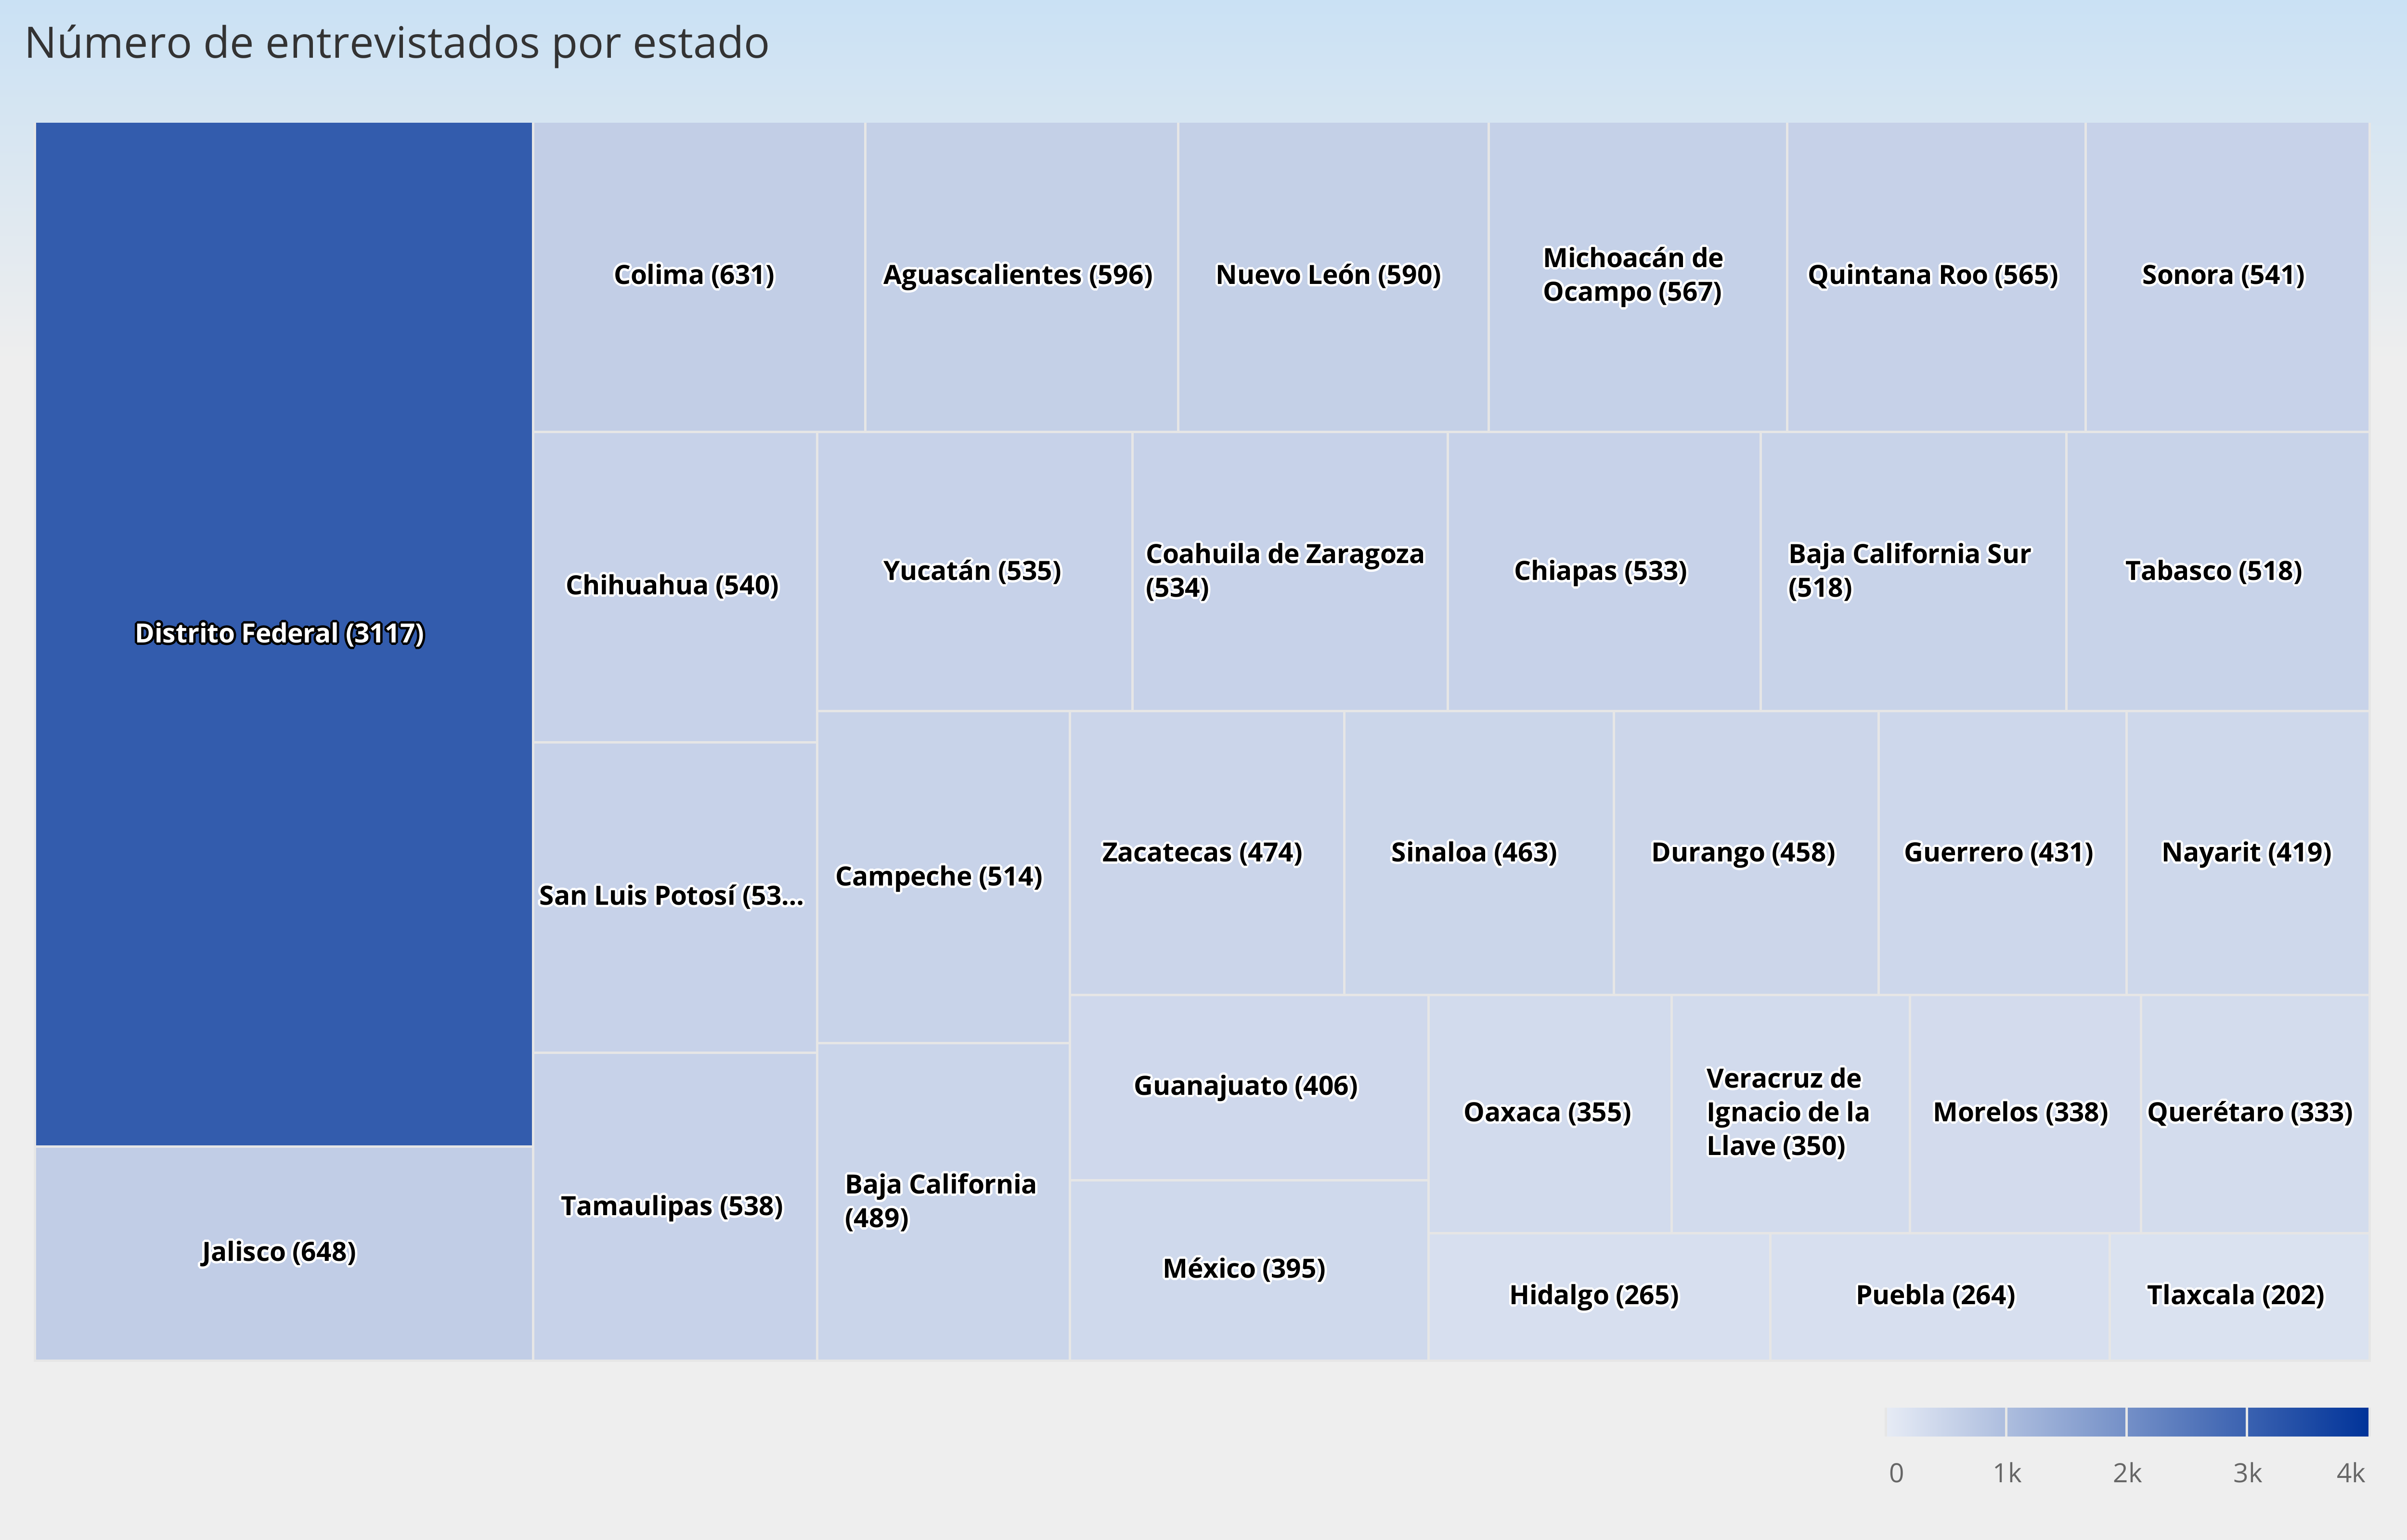 Número de entrevistados por estado
Distrito Federal (3117)
Jalisco (648)
Colima (631)
Aguascalientes (596)
Nuevo León (590)
Michoacán de
Ocampo (567)
Quintana Roo (565)
Sonora (541)
Chihuahua (540)
Yucatán (535)
Coahuila de Zaragoza
(534)
Chiapas (533)
Baja California Sur
(518)
Tabasco (518)
San Luis Potosí (53...
Tamaulipas (538)
Campeche (514)
Baja California
(489)
Zacatecas (474)
Sinaloa (463)
Durango (458)
Guerrero (431)
Nayarit (419)
Guanajuato (406)
México (395)
Oaxaca (355)
Veracruz de
Ignacio de la
Llave (350)
Morelos (338)
Querétaro (333)
Hidalgo (265)
Puebla (264)
Tlaxcala (202)
0 1k 2k 3k 4k